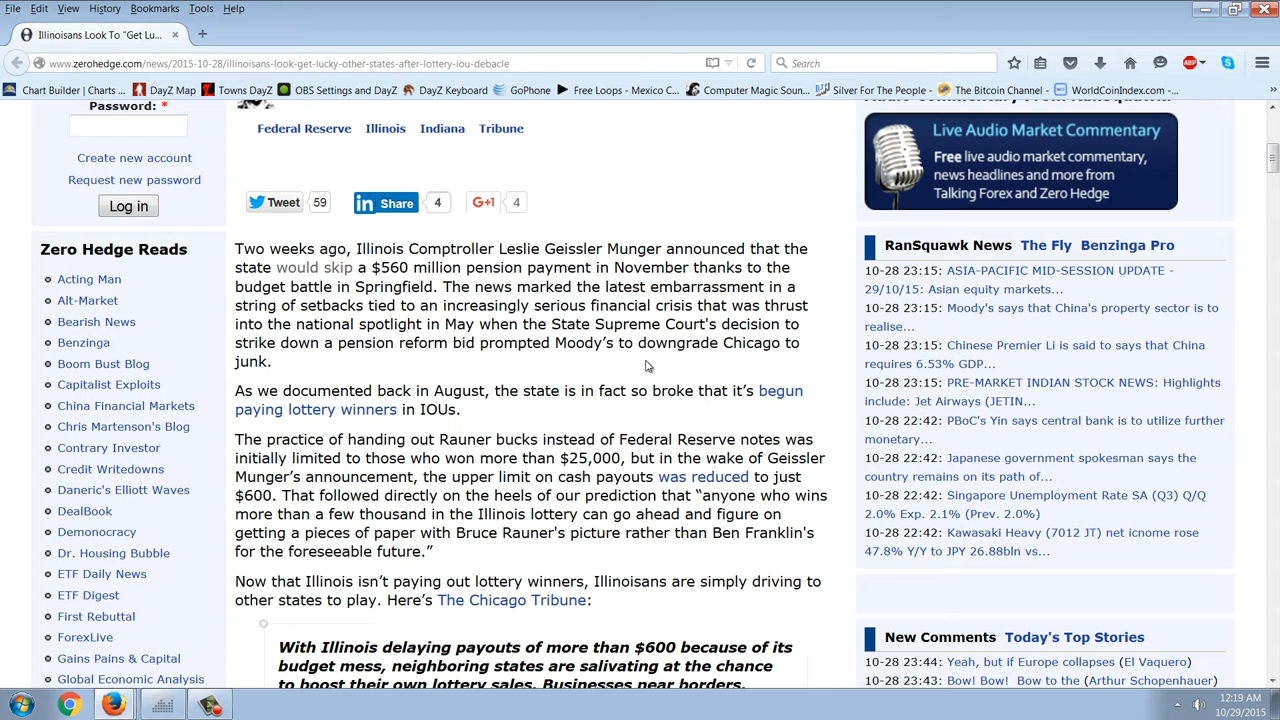 File Edit View History Bookmarks Tools Help
Illinoisans Look To "Get Lu...
www.zerohedge.com/news/2015-10-28/illinoisans-look-get-lucky-other-states-after-lottery-iou-debacle
Search
ABP
Chart Builder | Charts ... DayZ Map Towns DayZ OBS Settings and DayZ DayZ Keyboard GoPhone Free Loops - Mexico C... Computer Magic Soun... Silver For The People - ... The Bitcoin Channel - ... WorldCoinIndex.com -...
Password: *
Create new account
Request new password
Log in
Zero Hedge Reads
Acting Man
Alt-Market
Bearish News
Benzinga
Boom Bust Blog
Capitalist Exploits
China Financial Markets
Chris Martenson's Blog
Contrary Investor
Credit Writedowns
Daneric's Elliott Waves
DealBook
Demonocracy
Dr. Housing Bubble
ETF Daily News
ETF Digest
First Rebuttal
ForexLive
Gains Pains & Capital
Global Economic Analysis
Federal Reserve Illinois Indiana Tribune
Tweet 59 in Share 4 G+1 4
Two weeks ago, Illinois Comptroller Leslie Geissler Munger announced that the
state would skip a $560 million pension payment in November thanks to the
budget battle in Springfield. The news marked the latest embarrassment in a
string of setbacks tied to an increasingly serious financial crisis that was thrust
into the national spotlight in May when the State Supreme Court's decision to
strike down a pension reform bid prompted Moody’s to downgrade Chicago to
junk.
As we documented back in August, the state is in fact so broke that it’s begun
paying lottery winners in IOUs.
The practice of handing out Rauner bucks instead of Federal Reserve notes was
initially limited to those who won more than $25,000, but in the wake of Geissler
Munger’s announcement, the upper limit on cash payouts was reduced to just
$600. That followed directly on the heels of our prediction that “anyone who wins
more than a few thousand in the Illinois lottery can go ahead and figure on
getting a pieces of paper with Bruce Rauner's picture rather than Ben Franklin's
for the foreseeable future.”
Now that Illinois isn’t paying out lottery winners, Illinoisans are simply driving to
other states to play. Here’s The Chicago Tribune:
With Illinois delaying payouts of more than $600 because of its
budget mess, neighboring states are salivating at the chance
to boost their own lottery sales. Businesses near borders,
Audio Commentary From RanSquawk
Live Audio Market Commentary
Free live audio market commentary,
news headlines and more from
Talking Forex and Zero Hedge
RanSquawk News The Fly Benzinga Pro
10-28 23:15: ASIA-PACIFIC MID-SESSION UPDATE -
29/10/15: Asian equity markets...
10-28 23:15: Moody's says that China's property sector is to
realise...
10-28 23:15: Chinese Premier Li is said to says that China
requires 6.53% GDP...
10-28 23:15: PRE-MARKET INDIAN STOCK NEWS: Highlights
include: Jet Airways (JETIN...
10-28 22:42: PBoC's Yin says central bank is to utilize further
monetary...
10-28 22:42: Japanese government spokesman says the
country remains on its path of...
10-28 22:42: Singapore Unemployment Rate SA (Q3) Q/Q
2.0% Exp. 2.1% (Prev. 2.0%)
10-28 22:42: Kawasaki Heavy (7012 JT) net icnome rose
47.8% Y/Y to JPY 26.88bln vs...
New Comments Today's Top Stories
10-28 23:44: Yeah, but if Europe collapses (El Vaquero)
10-28 23:43: Bow! Bow! Bow to the (Arthur Schopenhauer)
12:19 AM
10/29/2015